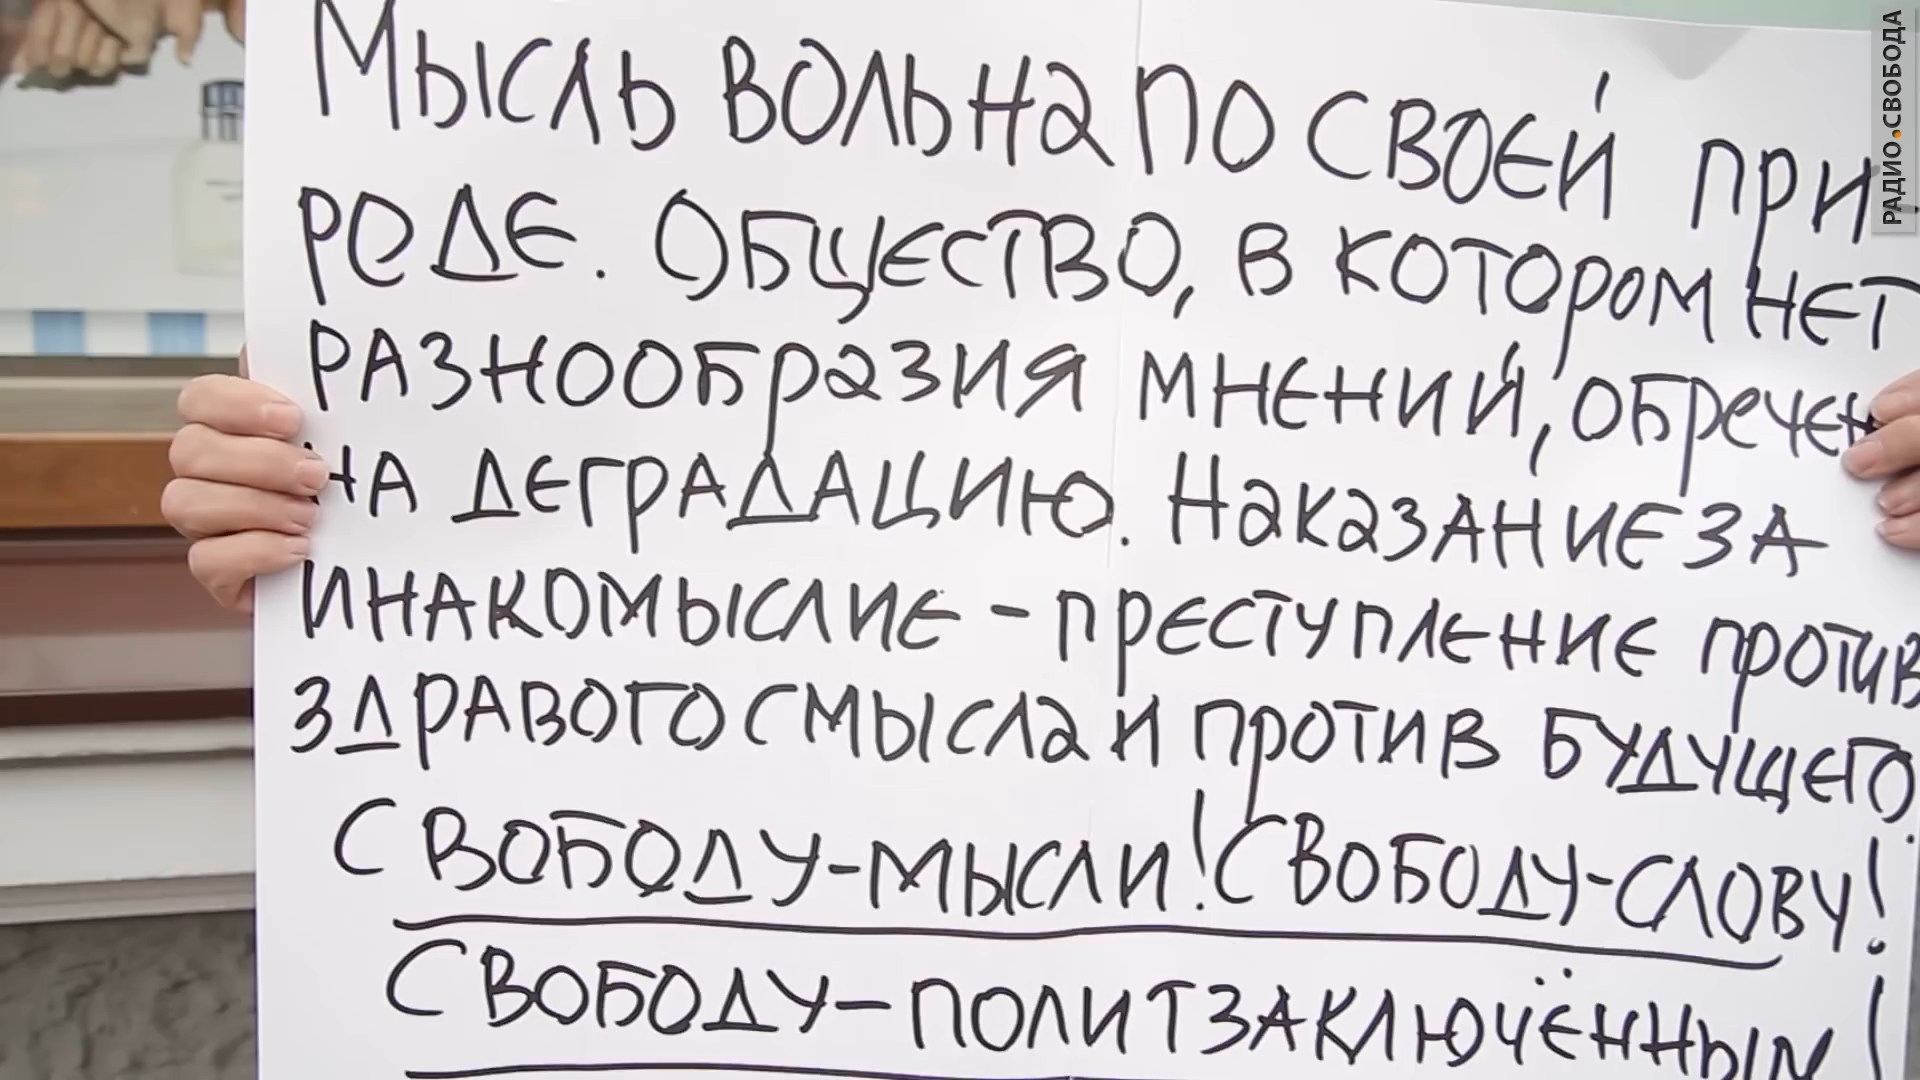 Мысль вольна по своей при-
роде. Общество, в котором нет
разнообразия мнений, обречен
на деградацию. Наказание за
инакомыслие - преступление против
здравого смысла и против будущего.
Свободу-мысли! Свободу-слову!
Свободу-политзаключённым!
РАДИО.СВОБОДА